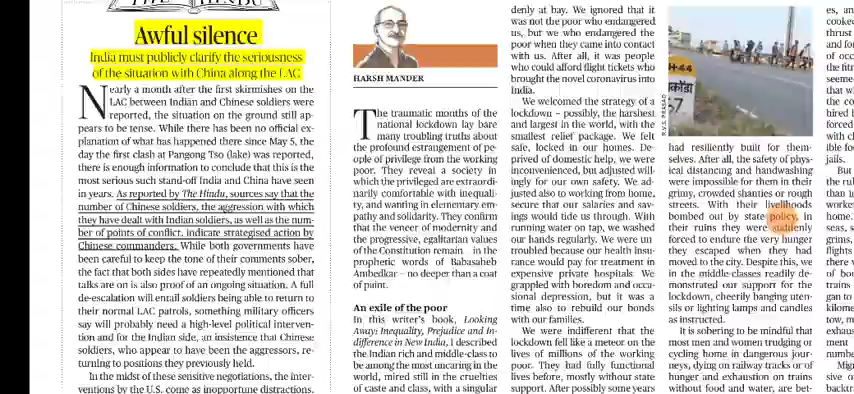 THE HINDU
Awful silence
India must publicly clarify the seriousness
of the situation with China along the LAC
Nearly a month after the first skirmishes on the
LAC between Indian and Chinese soldiers were
reported, the situation on the ground still ap-
pears to be tense. While there has been no official ex-
planation of what has happened there since May 5, the
day the first clash at Pangong Tso (lake) was reported,
there is enough information to conclude that this is the
most serious such stand-off India and China have seen
in years. As reported by The Hindu, sources say that the
number of Chinese soldiers, the aggression with which
they have dealt with Indian soldiers, as well as the num-
ber of points of conflict, indicate strategised action by
Chinese commanders. While both governments have
been careful to keep the tone of their comments sober,
the fact that both sides have repeatedly mentioned that
talks are on is also proof of an ongoing situation. A full
de-escalation will entail soldiers being able to return to
their normal LAC patrols, something military officers
say will probably need a high-level political interven-
tion and for the Indian side, an insistence that Chinese
soldiers, who appear to have been the aggressors, re-
turning to positions they previously held.
In the midst of these sensitive negotiations, the inter-
ventions by the U.S. come as inopportune distractions.
HARSH MANDER
The traumatic months of the
national lockdown lay bare
many troubling truths about
the profound estrangement of pe-
ople of privilege from the working
poor. They reveal a society in
which the privileged are extraordi-
narily comfortable with inequali-
ty, and wanting in elementary em-
pathy and solidarity. They confirm
that the veneer of modernity and
the progressive, egalitarian values
of the Constitution remain – in the
prophetic words of Babasaheb
Ambedkar – no deeper than a coat
of paint.
An exile of the poor
In this writer's book, Looking
Away: Inequality, Prejudice and In-
difference in New India, I described
the Indian rich and middle-class to
be among the most uncaring in the
world, mired still in the cruelties
of caste and class, with a singular
denly at bay. We ignored that it
was not the poor who endangered
us, but we who endangered the
poor when they came into contact
with us. After all, it was people
who could afford flight tickets who
brought the novel coronavirus into
India.
We welcomed the strategy of a
lockdown – possibly, the harshest
and largest in the world, with the
smallest relief package. We felt
safe, locked in our homes. De-
prived of domestic help, we were
inconvenienced, but adjusted will-
ingly for our own safety. We ad-
justed also to working from home,
secure that our salaries and sav-
ings would tide us through. With
running water on tap, we washed
our hands regularly. We were un-
troubled because our health insu-
rance would pay for treatment in
expensive private hospitals. We
grappled with boredom and occa-
sional depression, but it was a
time also to rebuild our bonds
with our families.
We were indifferent that the
lockdown fell like a meteor on the
lives of millions of the working
poor. They had fully functional
lives before, mostly without state
support. After possibly some years
had resiliently built for them-
selves. After all, the safety of phys-
ical distancing and handwashing
were impossible for them in their
grimy, crowded shanties or rough
streets. With their livelihoods
bombed out by state policy, in
their ruins they were suddenly
forced to endure the very hunger
they escaped when they had
moved to the city. Despite this, we
in the middle-classes readily de-
monstrated our support for the
lockdown, cheerily banging uten-
sils or lighting lamps and candles
as instructed.
It is sobering to be mindful that
most men and women trudging or
cycling home in dangerous jour-
neys, dying on railway tracks or of
hunger and exhaustion on trains
without food and water, are bet-